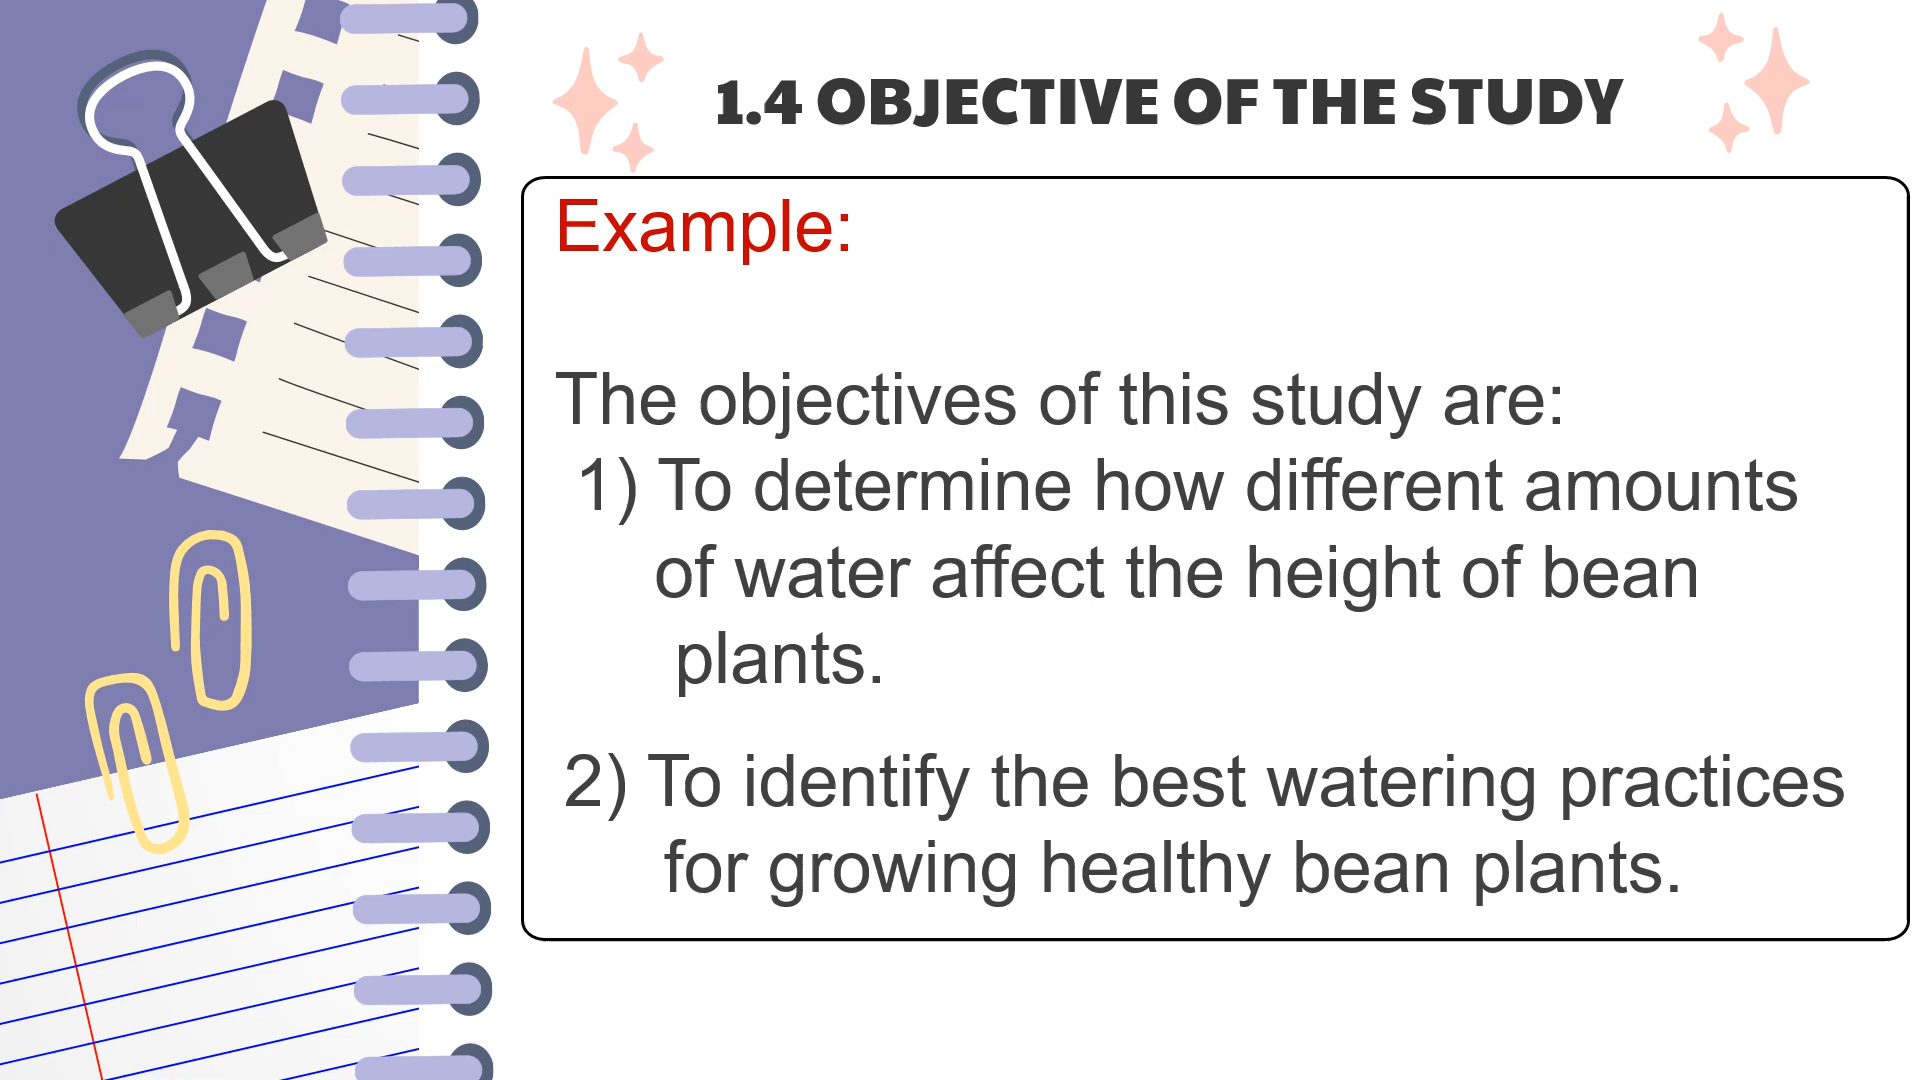 1.4 OBJECTIVE OF THE STUDY
Example:
The objectives of this study are:
1) To determine how different amounts
of water affect the height of bean
plants.
2) To identify the best watering practices
for growing healthy bean plants.